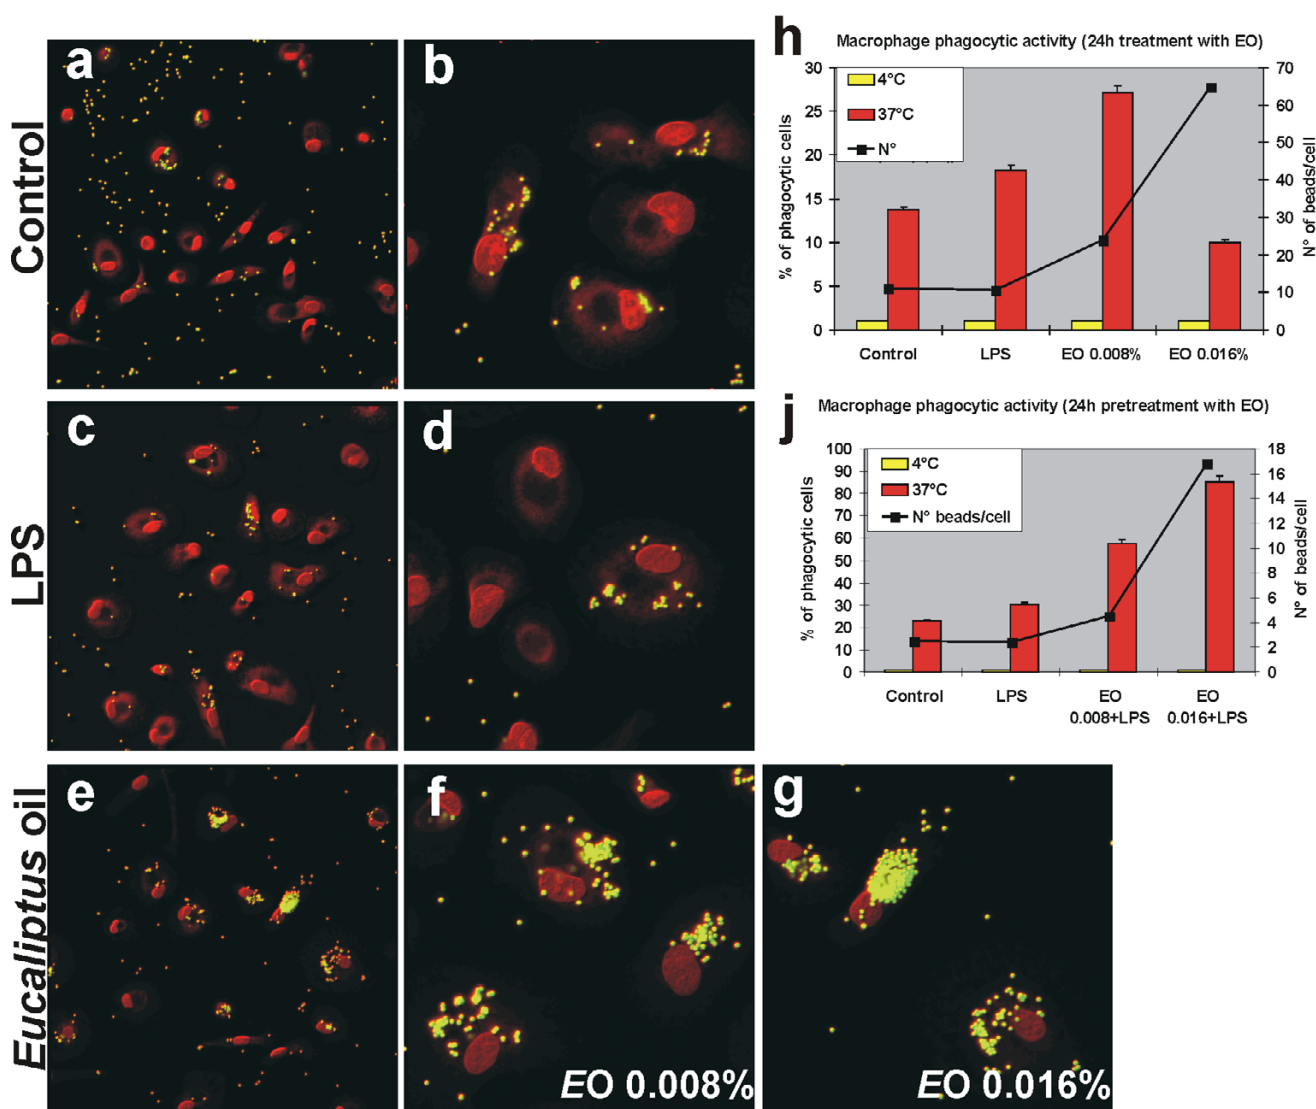 Control
a
b
LPS
c
d
Eucaliptus oil
e
f
EO 0.008%
g
EO 0.016%
h
Macrophage phagocytic activity (24h treatment with EO)
% of phagocytic cells
30
25
20
15
10
5
0
4°C
37°C
N°
70
60
50
40
30
20
10
0
N° of beads/cell
Control
LPS
EO 0.008%
EO 0.016%
j
Macrophage phagocytic activity (24h pretreatment with EO)
% of phagocytic cells
100
90
80
70
60
50
40
30
20
10
0
4°C
37°C
N° beads/cell
18
16
14
12
10
8
6
4
2
0
N° of beads/cell
Control
LPS
EO
0.008+LPS
EO
0.016+LPS